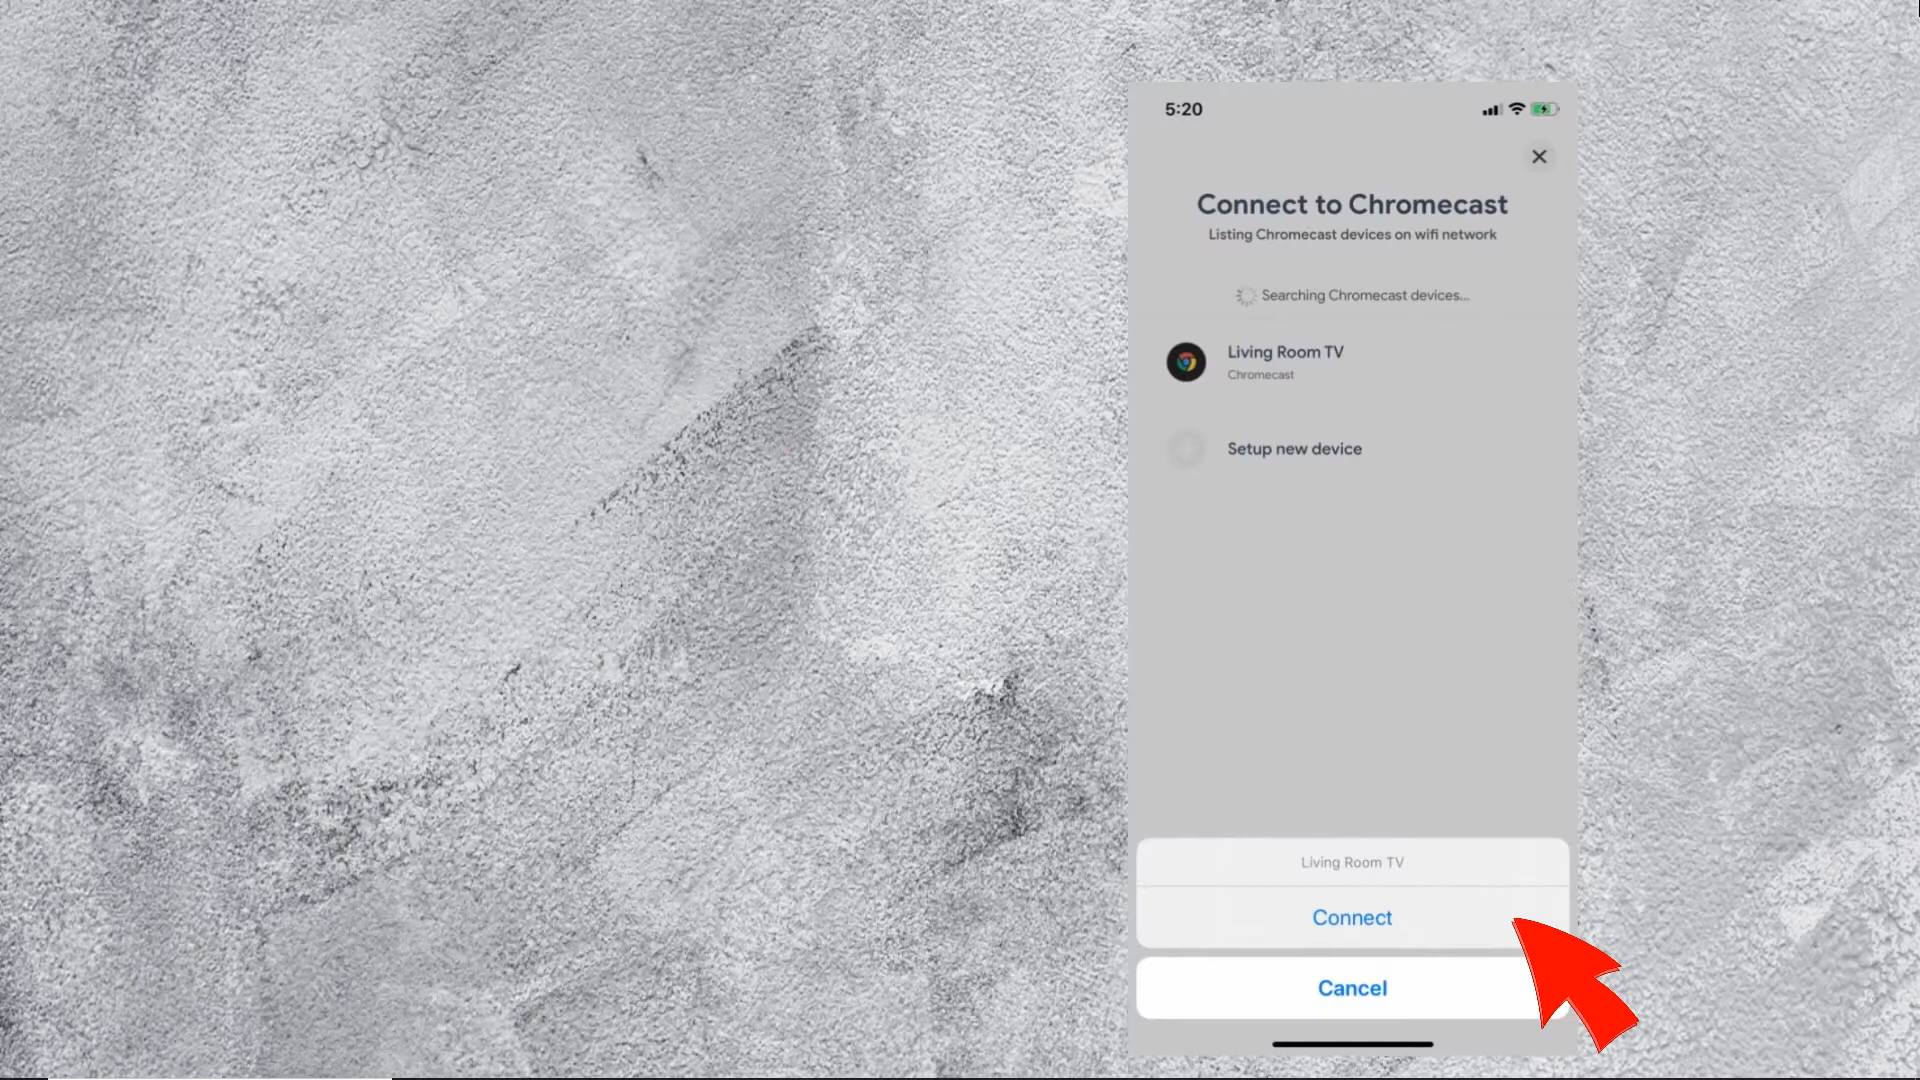 5:20
Connect to Chromecast
Listing Chromecast devices on wifi network
Searching Chromecast devices...
Living Room TV
Chromecast
Setup new device
Living Room TV
Connect
Cancel